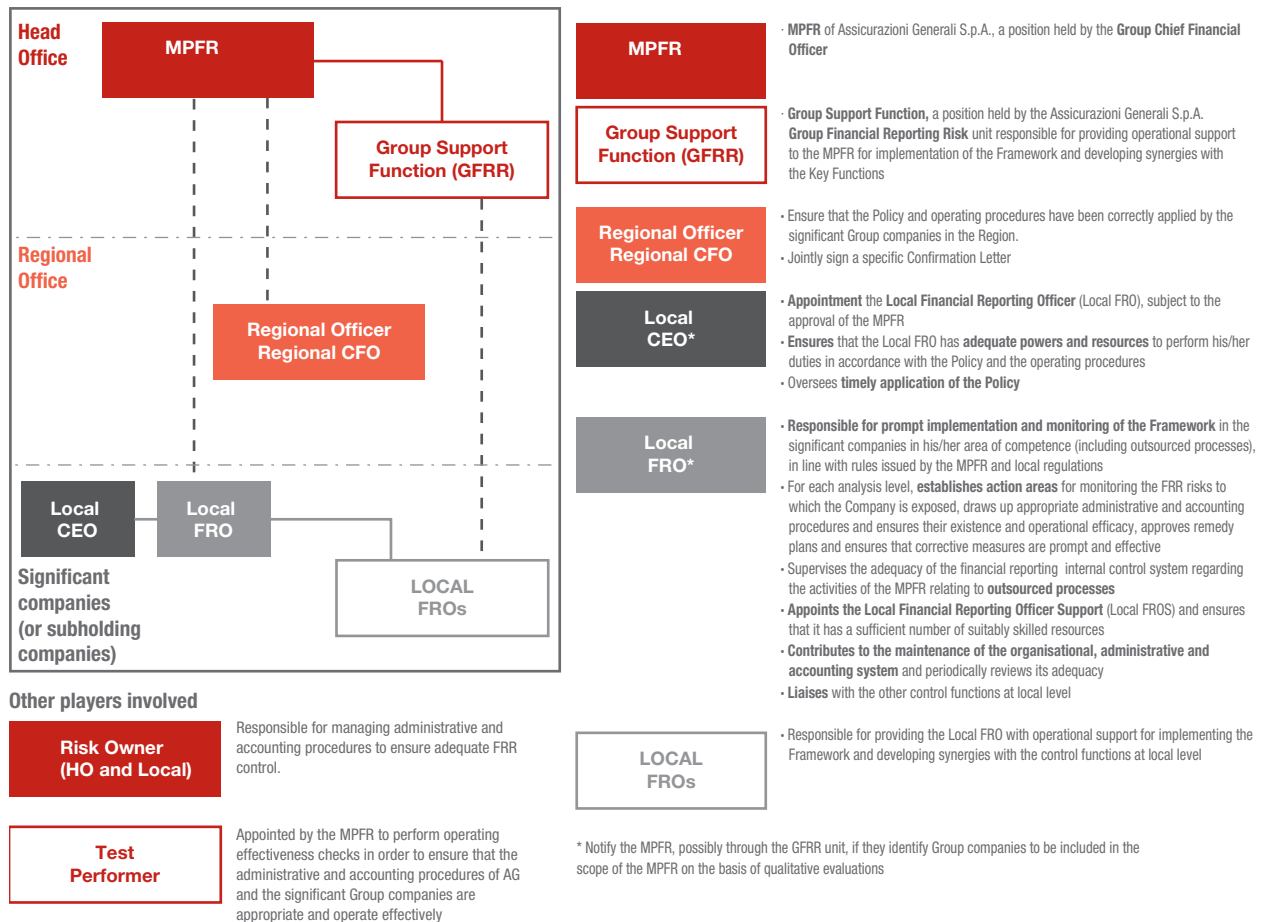 Head
Office
MPFR
Group Support
Function (GFRR)
Regional
Office
Regional Officer
Regional CFO
Local
CEO
Local
FRO
LOCAL
FROs
Significant
companies
(or subholding
companies)
Other players involved
Risk Owner
(HO and Local)
Responsible for managing administrative and
accounting procedures to ensure adequate FRR
control.
Test
Performer
Appointed by the MPFR to perform operating
effectiveness checks in order to ensure that the
administrative and accounting procedures of AG
and the significant Group companies are
appropriate and operate effectively
MPFR
· MPFR of Assicurazioni Generali S.p.A., a position held by the Group Chief Financial
Officer
Group Support
Function (GFRR)
· Group Support Function, a position held by the Assicurazioni Generali S.p.A.
Group Financial Reporting Risk unit responsible for providing operational support
to the MPFR for implementation of the Framework and developing synergies with
the Key Functions
Regional Officer
Regional CFO
• Ensure that the Policy and operating procedures have been correctly applied by the
significant Group companies in the Region.
• Jointly sign a specific Confirmation Letter
Local
CEO*
• Appointment the Local Financial Reporting Officer (Local FRO), subject to the
approval of the MPFR
• Ensures that the Local FRO has adequate powers and resources to perform his/her
duties in accordance with the Policy and the operating procedures
• Oversees timely application of the Policy
Local
FRO*
• Responsible for prompt implementation and monitoring of the Framework in the
significant companies in his/her area of competence (including outsourced processes),
in line with rules issued by the MPFR and local regulations
• For each analysis level, establishes action areas for monitoring the FRR risks to
which the Company is exposed, draws up appropriate administrative and accounting
procedures and ensures their existence and operational efficacy, approves remedy
plans and ensures that corrective measures are prompt and effective
• Supervises the adequacy of the financial reporting internal control system regarding
the activities of the MPFR relating to outsourced processes
• Appoints the Local Financial Reporting Officer Support (Local FROS) and ensures
that it has a sufficient number of suitably skilled resources
• Contributes to the maintenance of the organisational, administrative and
accounting system and periodically reviews its adequacy
• Liaises with the other control functions at local level
LOCAL
FROs
• Responsible for providing the Local FRO with operational support for implementing the
Framework and developing synergies with the control functions at local level
* Notify the MPFR, possibly through the GFRR unit, if they identify Group companies to be included in the
scope of the MPFR on the basis of qualitative evaluations